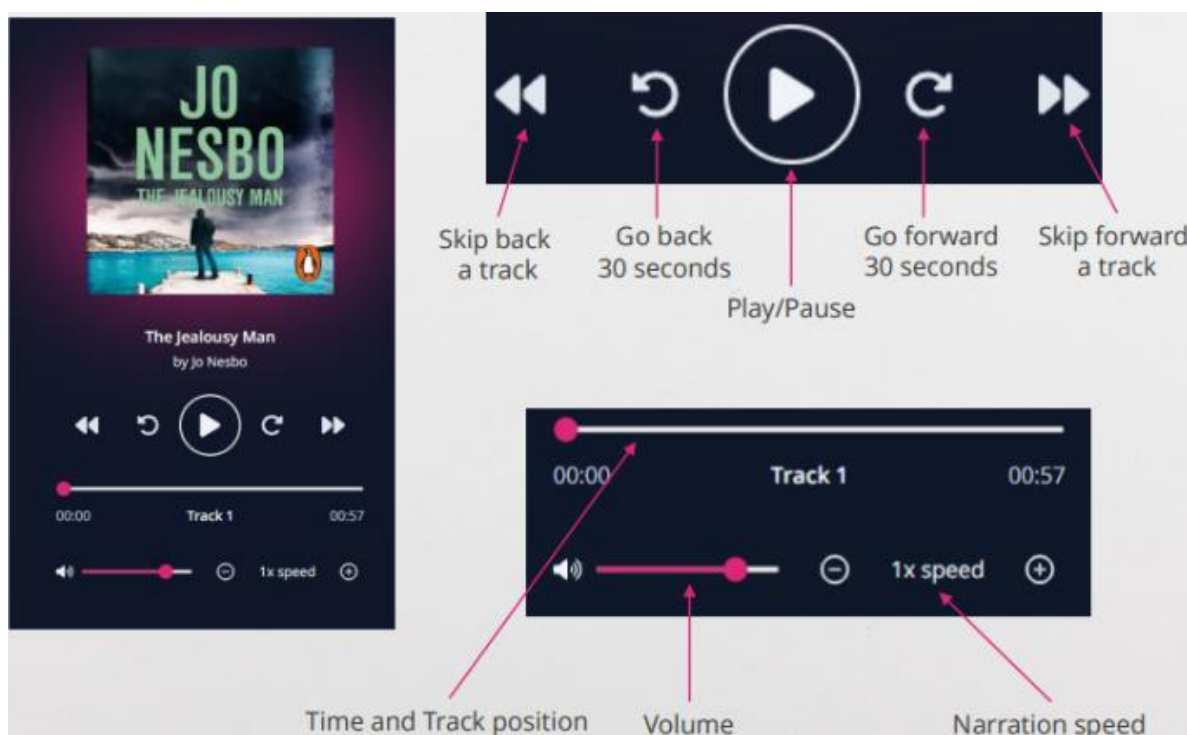 JO
NESBO
THE JEALOUSY MAN
The Jealousy Man
by Jo Nesbo
00:00 Track 1 00:57
1x speed
Skip back
a track
Go back
30 seconds
Play/Pause
Go forward
30 seconds
Skip forward
a track
00:00 Track 1 00:57
1x speed
Time and Track position
Volume
Narration speed